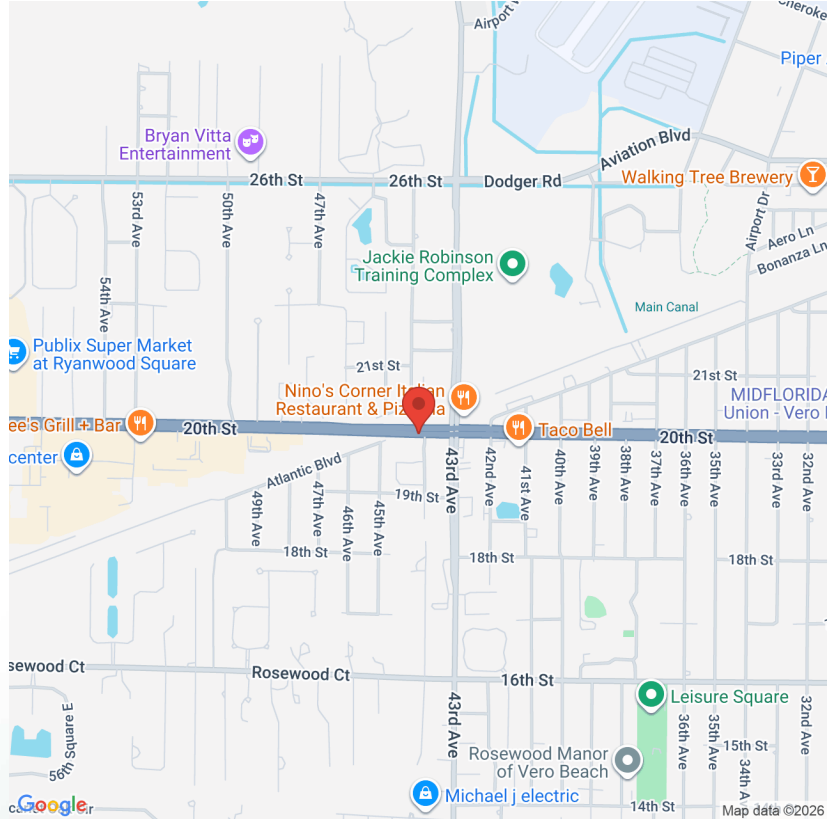 Airport
Cheroke
Piper
Bryan Vitta
Entertainment
Aviation Blvd
26th St
26th St
Dodger Rd
Walking Tree Brewery
53rd Ave
50th Ave
47th Ave
Airport Dr
Aero Ln
Bonanza Ln
Jackie Robinson
Training Complex
54th Ave
Main Canal
Publix Super Market
at Ryanwood Square
21st St
21st St
Nino's Corner Italian
Restaurant & Pizzeria
MIDFLORIDA
Union - Vero
ee's Grill + Bar
20th St
Taco Bell
20th St
center
Atlantic Blvd
43rd Ave
42nd Ave
41st Ave
40th Ave
39th Ave
38th Ave
37th Ave
36th Ave
35th Ave
33rd Ave
32nd Ave
49th Ave
47th Ave
46th Ave
45th Ave
19th St
18th St
18th St
18th St
sewood Ct
Rosewood Ct
16th St
Leisure Square
56th Square E
43rd Ave
36th Ave
35th Ave
34th Ave
32nd Ave
15th St
Rosewood Manor
of Vero Beach
Michael j electric
14th St
Google
Map data ©2026